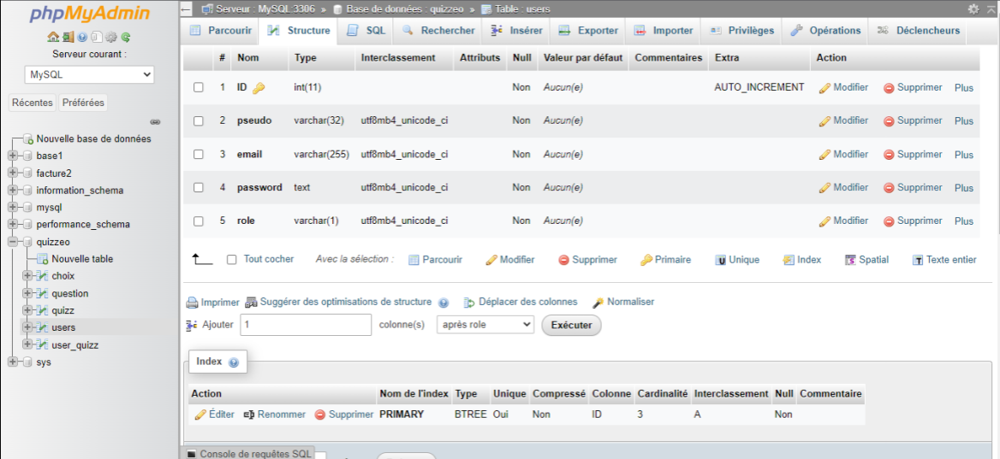 phpMyAdmin
Serveur courant :
MySQL
Récentes Préférées
Nouvelle base de données
base1
facture2
information_schema
mysql
performance_schema
quizzeo
Nouvelle table
choix
question
quizz
users
user_quizz
sys
Serveur : MySQL:3306 » Base de données : quizzeo » Table : users
Parcourir Structure SQL Rechercher Insérer Exporter Importer Privilèges Opérations Déclencheurs
# Nom Type Interclassement Attributs Null Valeur par défaut Commentaires Extra Action
1 ID int(11) Non Aucun(e) AUTO_INCREMENT Modifier Supprimer Plus
2 pseudo varchar(32) utf8mb4_unicode_ci Non Aucun(e) Modifier Supprimer Plus
3 email varchar(255) utf8mb4_unicode_ci Non Aucun(e) Modifier Supprimer Plus
4 password text utf8mb4_unicode_ci Non Aucun(e) Modifier Supprimer Plus
5 role varchar(1) utf8mb4_unicode_ci Non Aucun(e) Modifier Supprimer Plus
Tout cocher Avec la sélection : Parcourir Modifier Supprimer Primaire Unique Index Spatial Texte entier
Imprimer Suggérer des optimisations de structure Déplacer des colonnes Normaliser
Ajouter 1 colonne(s) après role Exécuter
Index
Action Nom de l'index Type Unique Compressé Colonne Cardinalité Interclassement Null Commentaire
Éditer Renommer Supprimer PRIMARY BTREE Oui Non ID 3 A Non
Console de requêtes SQL